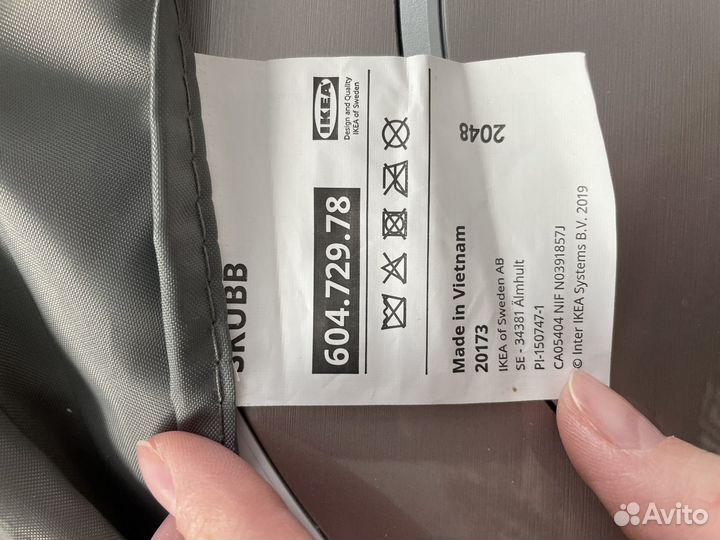 IKEA
Design and Quality
IKEA of Sweden
SKUBB
604.729.78
Made in Vietnam
20173
IKEA of Sweden AB
SE - 34381 Älmhult
PI-150747-1
CA05404 NIF N0391857J
© Inter IKEA Systems B.V. 2019
2048
Avito